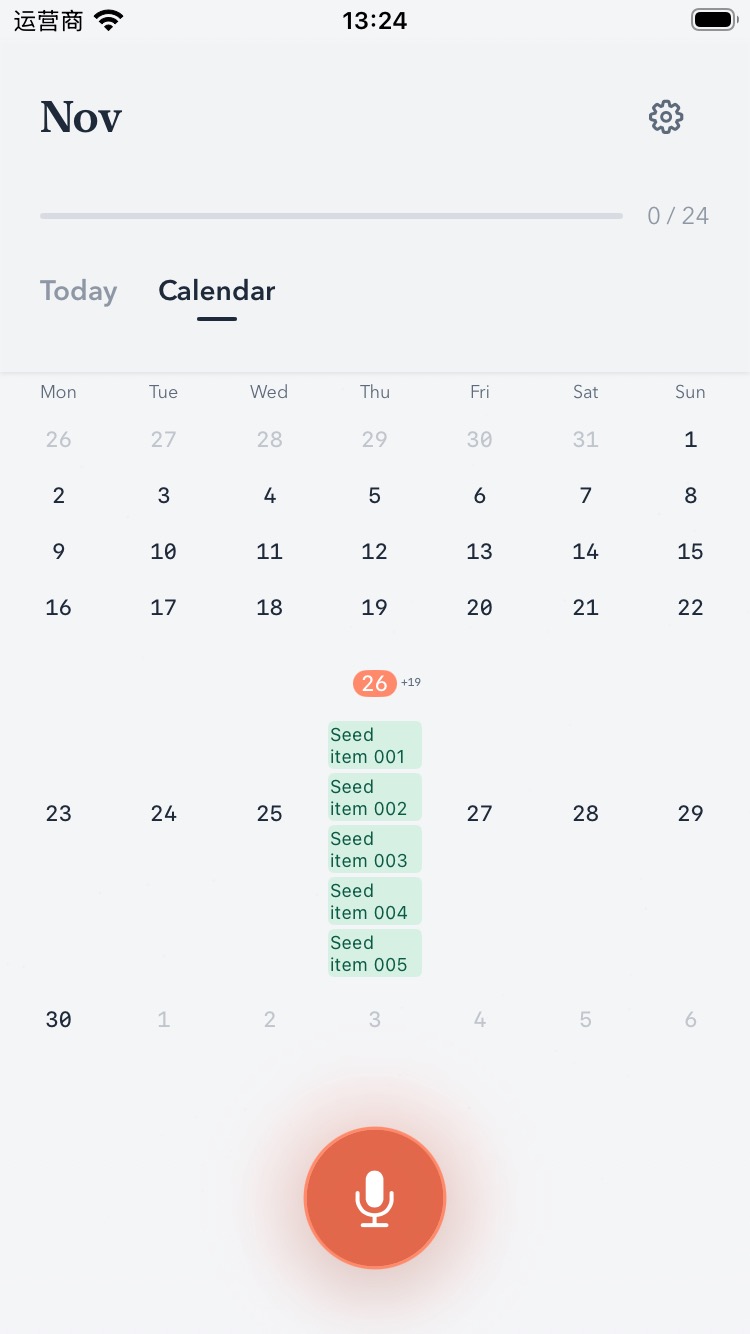 运营商 13:24
Nov
0 / 24
Today Calendar
Mon Tue Wed Thu Fri Sat Sun
26 27 28 29 30 31 1
2 3 4 5 6 7 8
9 10 11 12 13 14 15
16 17 18 19 20 21 22
26 +19
Seed
item 001
Seed
item 002
Seed
item 003
Seed
item 004
Seed
item 005
23 24 25 27 28 29
30 1 2 3 4 5 6